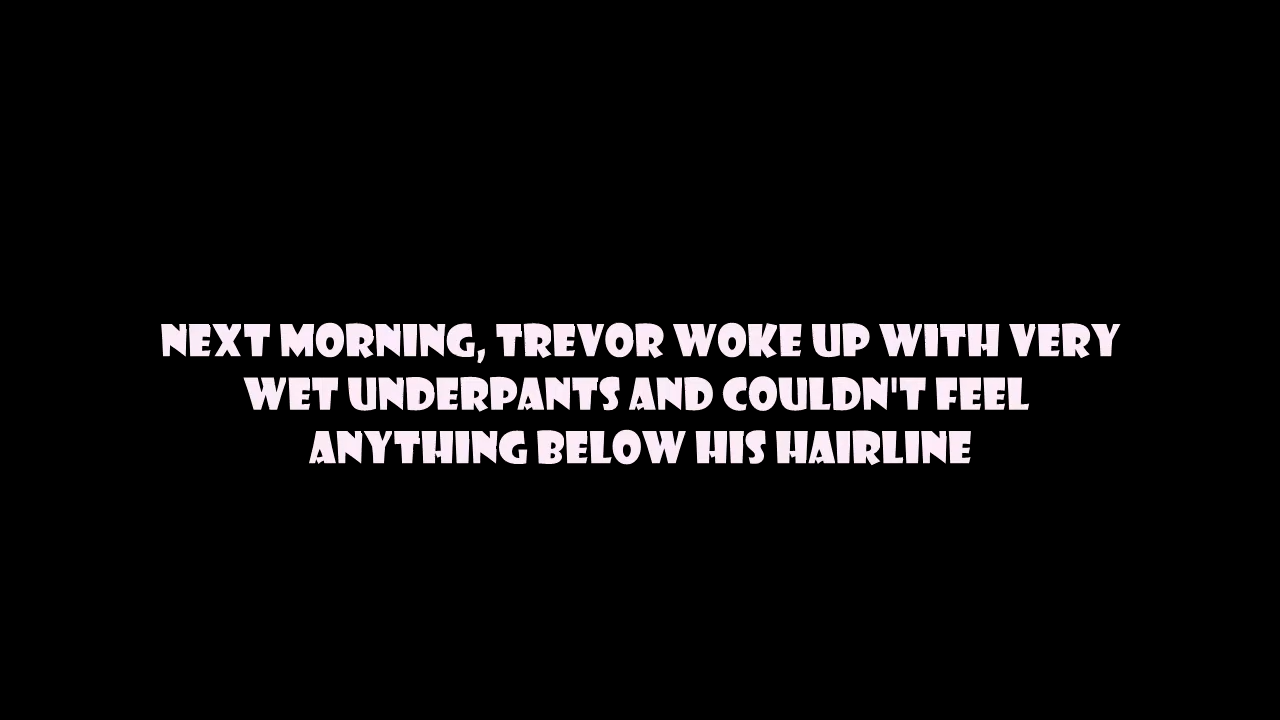 NEXT MORNING, TREVOR WOKE UP WITH VERY
WET UNDERPANTS AND COULDN'T FEEL
ANYTHING BELOW HIS HAIRLINE